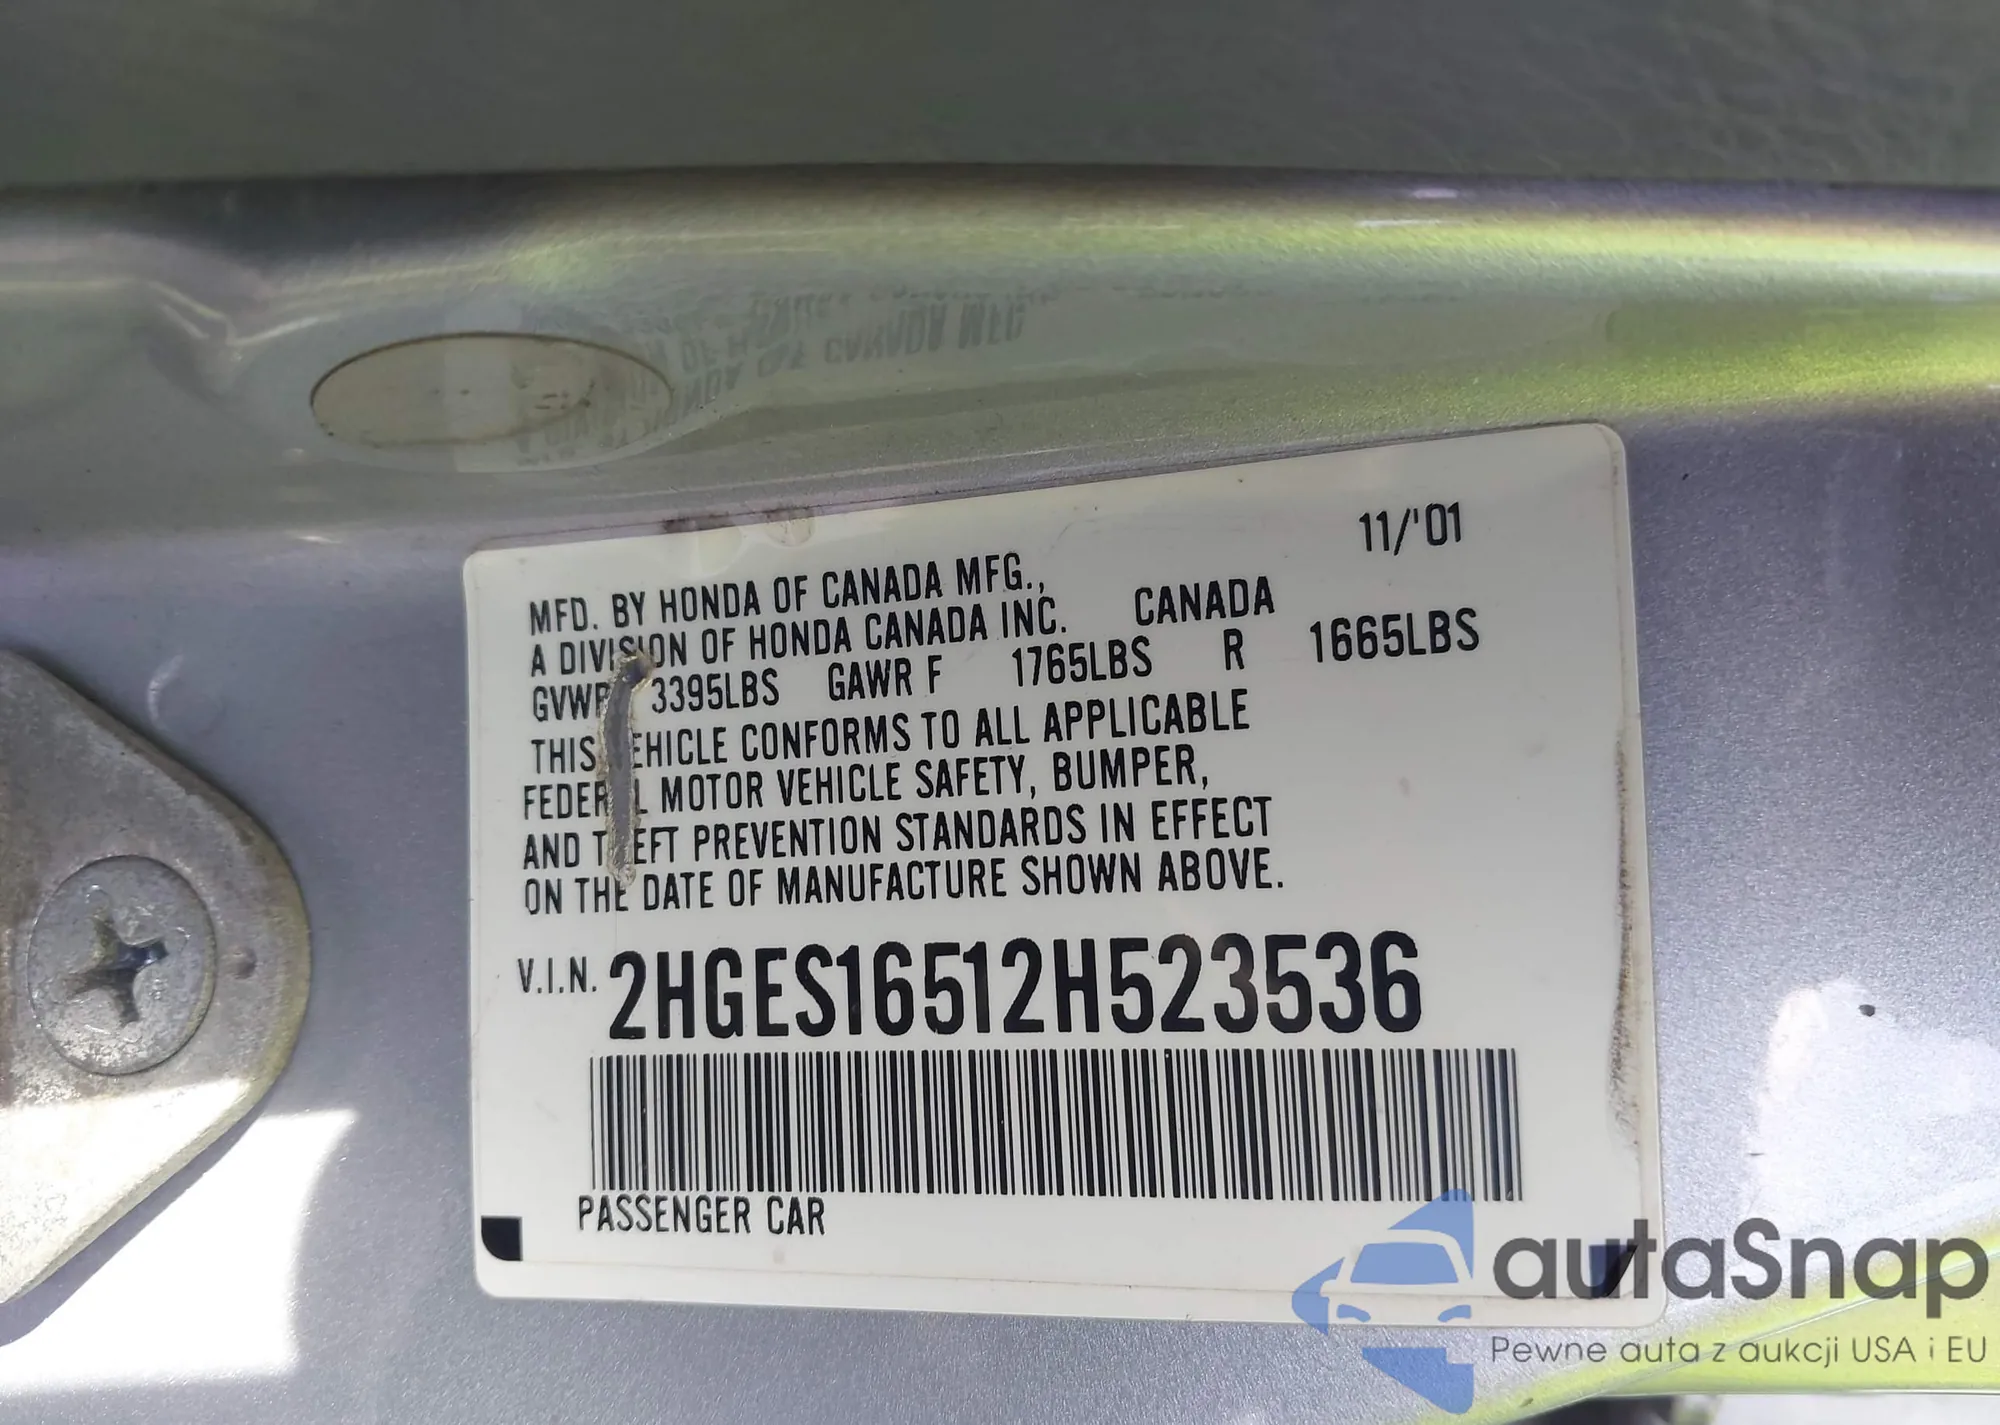 11/'01
MFD. BY HONDA OF CANADA MFG.,
A DIVISION OF HONDA CANADA INC. CANADA
GVWR 3395LBS GAWR F 1765LBS R 1665LBS
THIS VEHICLE CONFORMS TO ALL APPLICABLE
FEDERAL MOTOR VEHICLE SAFETY, BUMPER,
AND THEFT PREVENTION STANDARDS IN EFFECT
ON THE DATE OF MANUFACTURE SHOWN ABOVE.
V.I.N. 2HGES16512H523536
PASSENGER CAR
autaSnap
Pewne auta z aukcji USA i EU